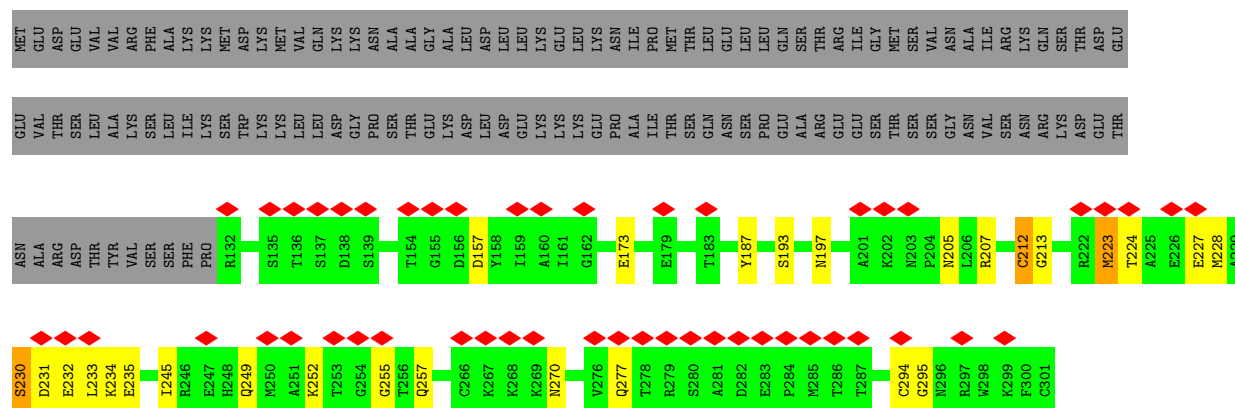 MET GLU ASP GLU VAL VAL ARG PHE ALA LYS LYS MET ASP LYS MET VAL GLN LYS LYS ASN ALA ALA GLY ALA LEU ASP LEU LEU LYS GLU LEU LYS ASN ILE PRO MET THR LEU GLU LEU LEU GLN SER THR ARG ILE GLY MET SER VAL ASN ALA ILE ARG LYS GLN SER THR ASP GLU
GLU VAL THR SER LEU ALA LYS SER LEU ILE LYS SER TRP LYS LYS LEU LEU ASP GLY PRO SER THR GLU LYS ASP LEU ASP GLU LYS LYS LYS GLU PRO ALA ILE THR SER GLN ASN SER PRO GLU ALA ARG GLU GLU SER THR SER SER GLY ASN VAL SER ASN ARG LYS ASP GLU THR
ASN ALA ARG ASP THR TYR VAL SER SER PHE PRO R132 S135 T136 S137 D138 S139 T154 G155 D156 D157 Y158 I159 A160 I161 G162 E173 E179 T183 Y187 S193 N197 A201 K202 N203 P204 N205 L206 R207 C212 G213 R222 M223 T224 A225 E226 E227 M228
S230 D231 E232 L233 K234 E235 I245 R246 E247 H248 Q249 M250 A251 K252 T253 G254 G255 T256 Q257 C266 K267 K268 K269 N270 V276 Q277 T278 R279 S280 A281 D282 E283 P284 M285 T286 T287 C294 G295 N296 R297 W298 K299 F300 C301